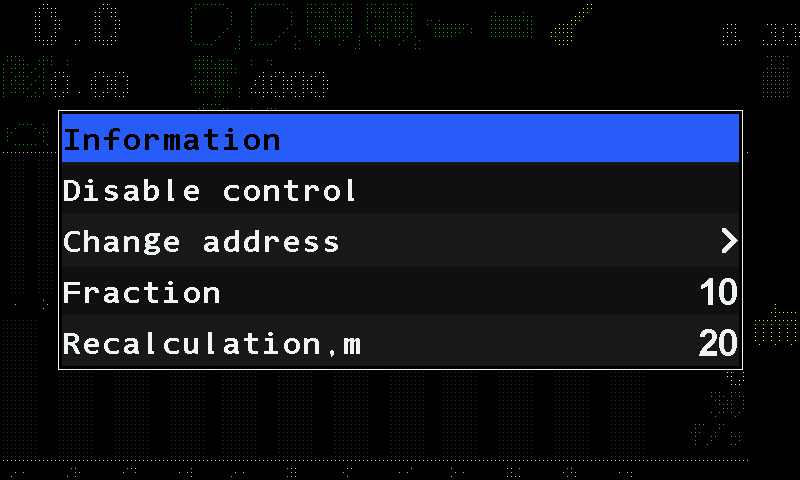 Information
Disable control
Change address
Fraction 10
Recalculation,m 20